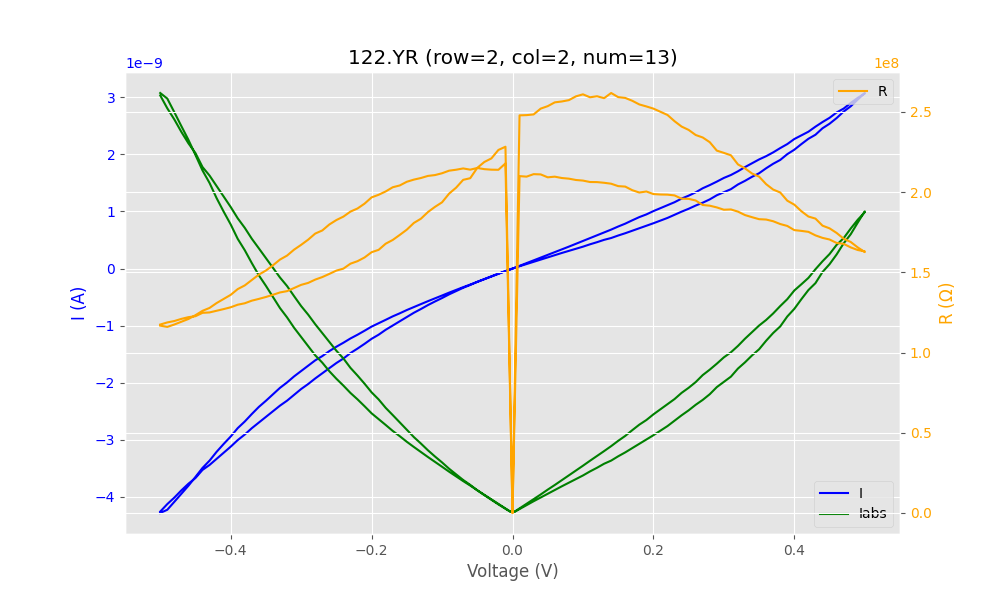 122.YR (row=2, col=2, num=13)
1e−9
1e8
R
3
2
1
0
−1
−2
−3
−4
I (A)
2.5
2.0
1.5
1.0
0.5
0.0
R (Ω)
I
Iabs
−0.4
−0.2
0.0
0.2
0.4
Voltage (V)